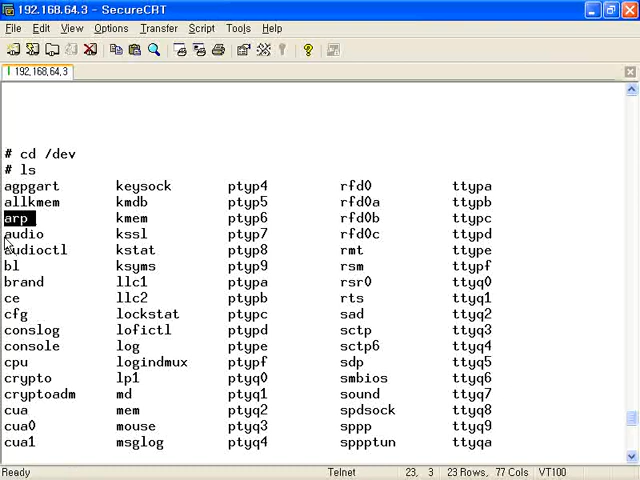 192.168.64.3 - SecureCRT
File Edit View Options Transfer Script Tools Help
192.168.64.3
# cd /dev
# ls
agpgart keysock ptyp4 rfd0 ttypa
allkmem kmdb ptyp5 rfd0a ttypb
arp kmem ptyp6 rfd0b ttypc
audio kssl ptyp7 rfd0c ttypd
audioctl kstat ptyp8 rmt ttype
bl ksyms ptyp9 rsm ttypf
brand llc1 ptypa rsr0 ttyq0
ce llc2 ptypb rts ttyq1
cfg lockstat ptypc sad ttyq2
conslog lofictl ptypd sctp ttyq3
console log ptype sctp6 ttyq4
cpu logindmux ptypf sdp ttyq5
crypto lp1 ptyq0 smbios ttyq6
cryptoadm md ptyq1 sound ttyq7
cua mem ptyq2 spdsock ttyq8
cua0 mouse ptyq3 sppp ttyq9
cua1 msglog ptyq4 sppptun ttyqa
Ready Telnet 23, 3 23 Rows, 77 Cols VT100